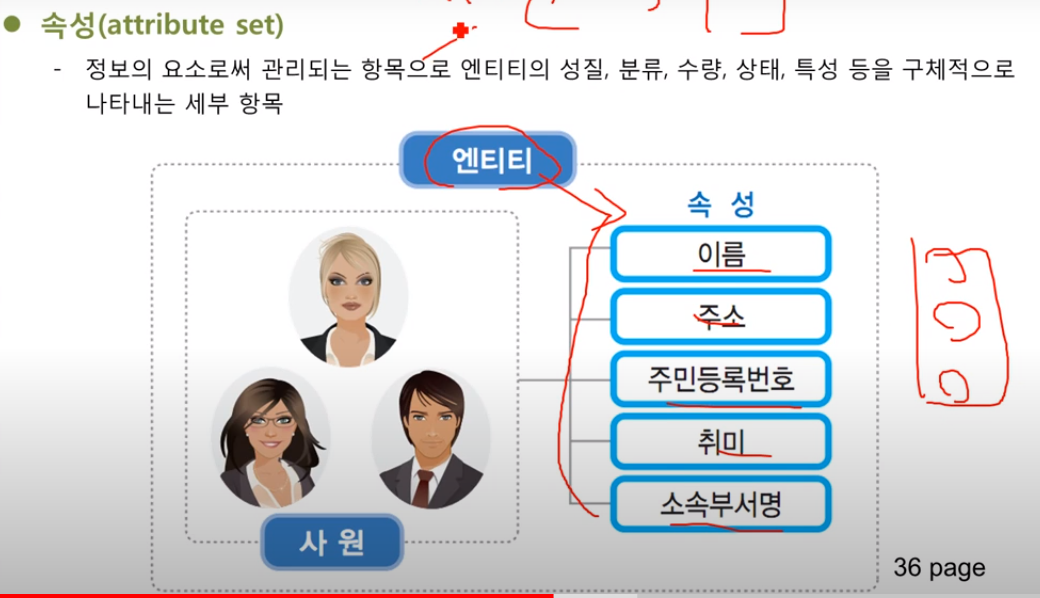 ● 속성(attribute set)
- 정보의 요소로써 관리되는 항목으로 엔티티의 성질, 분류, 수량, 상태, 특성 등을 구체적으로
나타내는 세부 항목
엔티티
속 성
이름
주소
주민등록번호
취미
소속부서명
사 원
36 page